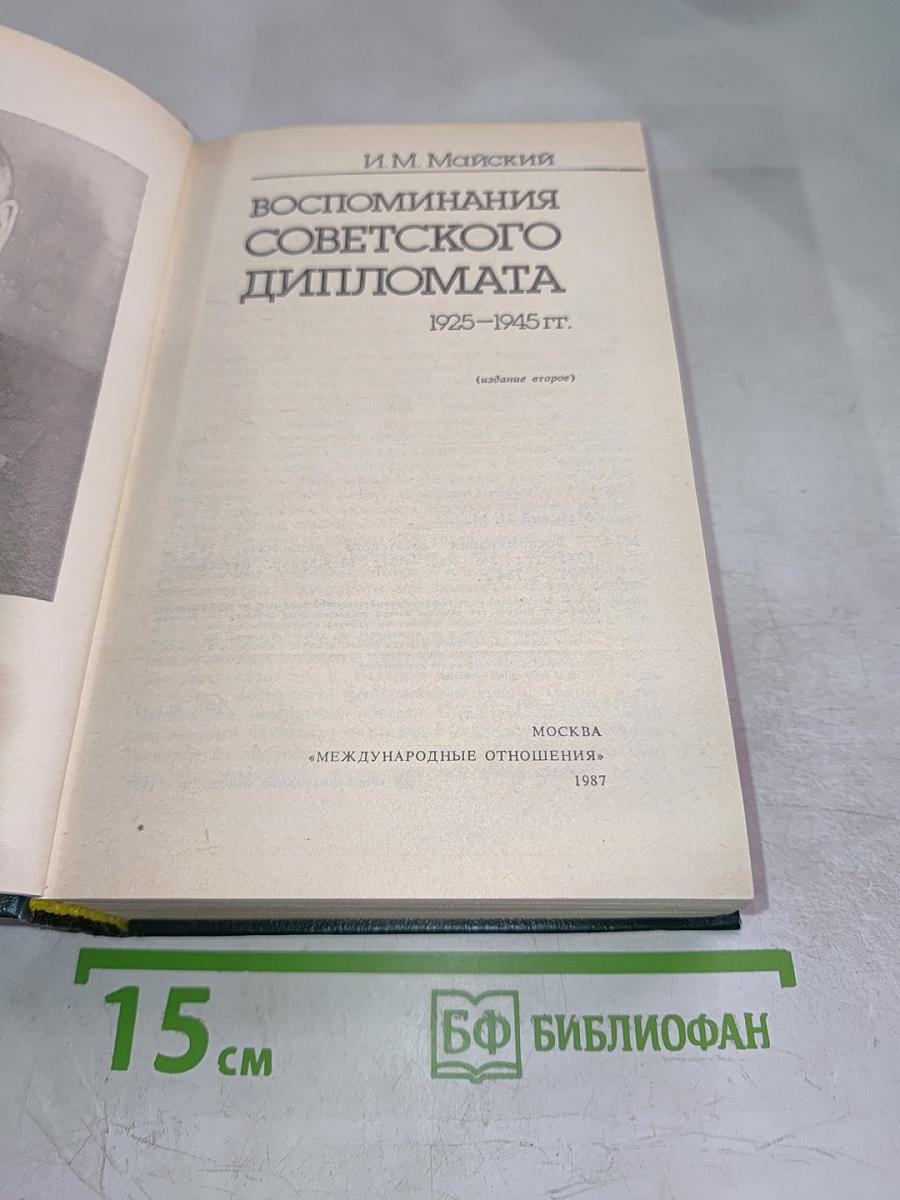 И. М. Майский
ВОСПОМИНАНИЯ
СОВЕТСКОГО
ДИПЛОМАТА
1925—1945 гг.
(издание второе)
МОСКВА
«МЕЖДУНАРОДНЫЕ ОТНОШЕНИЯ»
1987
*
15 см
БФ БИБЛИОФАН